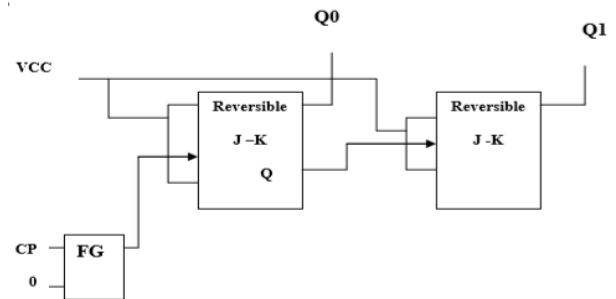 Q0
Q1
VCC
Reversible
J –K
Q
Reversible
J -K
CP
FG
0